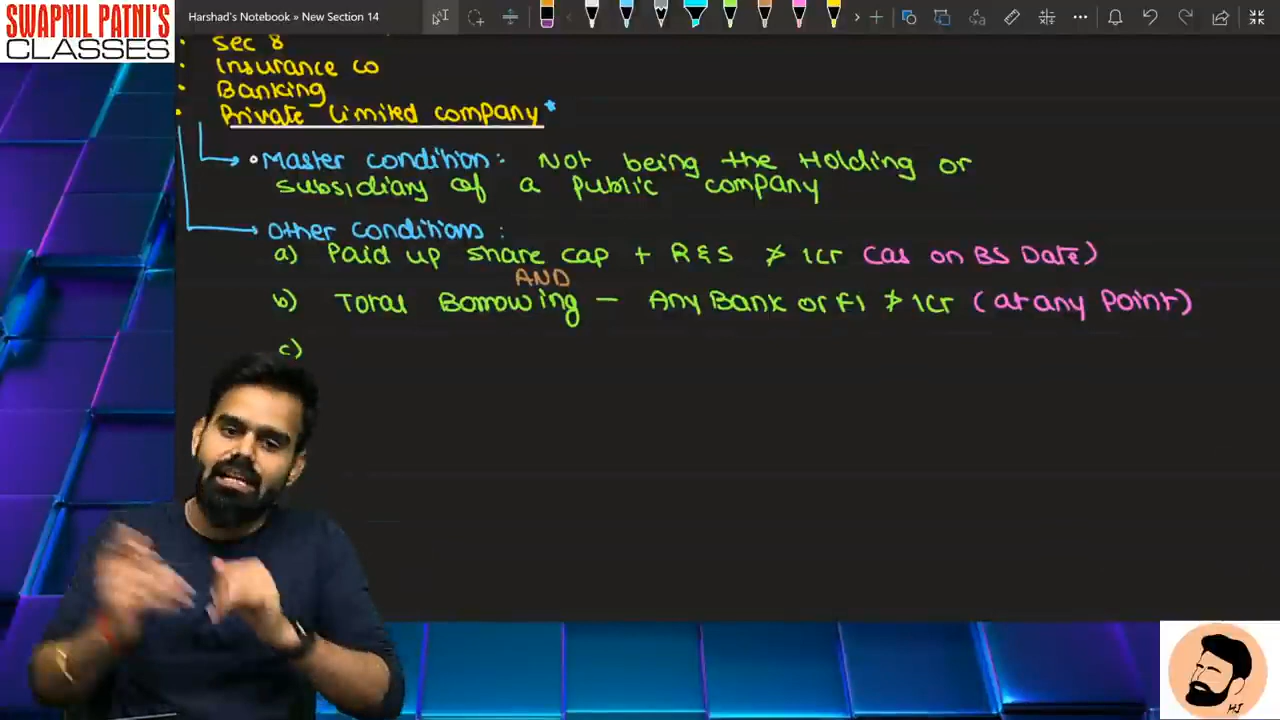 SWAPNIL PATNI'S
CLASSES
Harshad's Notebook » New Section 14
• Sec 8
• Insurance co
• Banking
• Private Limited company*
• Master condition: Not being the Holding or
subsidiary of a public company
Other conditions :
a) Paid up share cap + R&S ≯ 1cr (as on BS Date)
AND
b) Total Borrowing – Any Bank or FI ≯ 1cr (at any Point)
c)
HJ